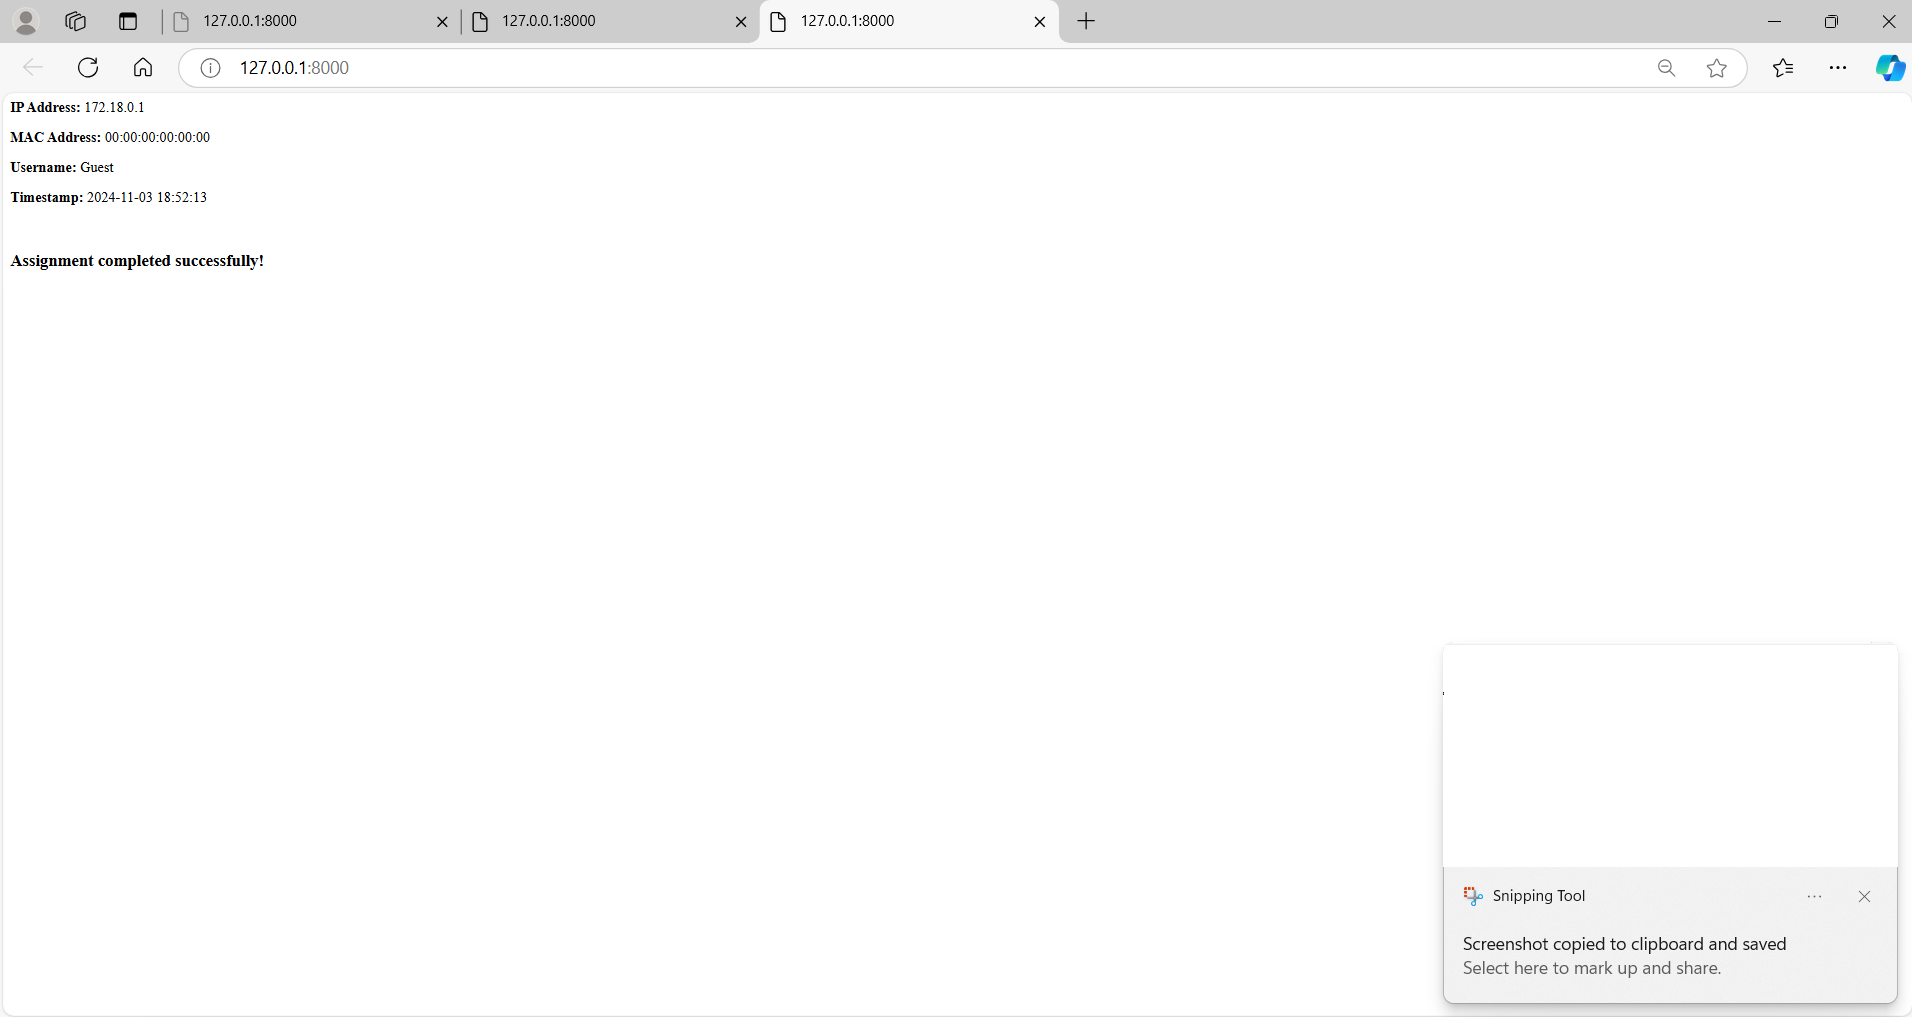 127.0.0.1:8000
127.0.0.1:8000
127.0.0.1:8000
127.0.0.1:8000
IP Address: 172.18.0.1
MAC Address: 00:00:00:00:00:00
Username: Guest
Timestamp: 2024-11-03 18:52:13
Assignment completed successfully!
Snipping Tool
Screenshot copied to clipboard and saved
Select here to mark up and share.